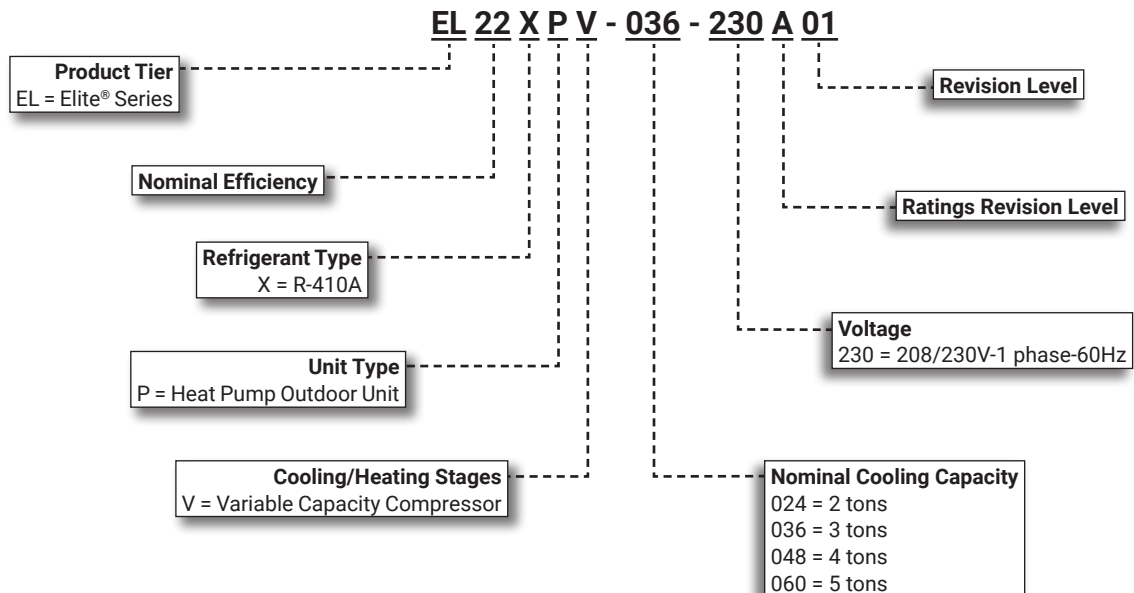 EL 22 X P V - 036 - 230 A 01
Product Tier
EL = Elite® Series
Revision Level
Nominal Efficiency
Ratings Revision Level
Refrigerant Type
X = R-410A
Voltage
230 = 208/230V-1 phase-60Hz
Unit Type
P = Heat Pump Outdoor Unit
Cooling/Heating Stages
V = Variable Capacity Compressor
Nominal Cooling Capacity
024 = 2 tons
036 = 3 tons
048 = 4 tons
060 = 5 tons